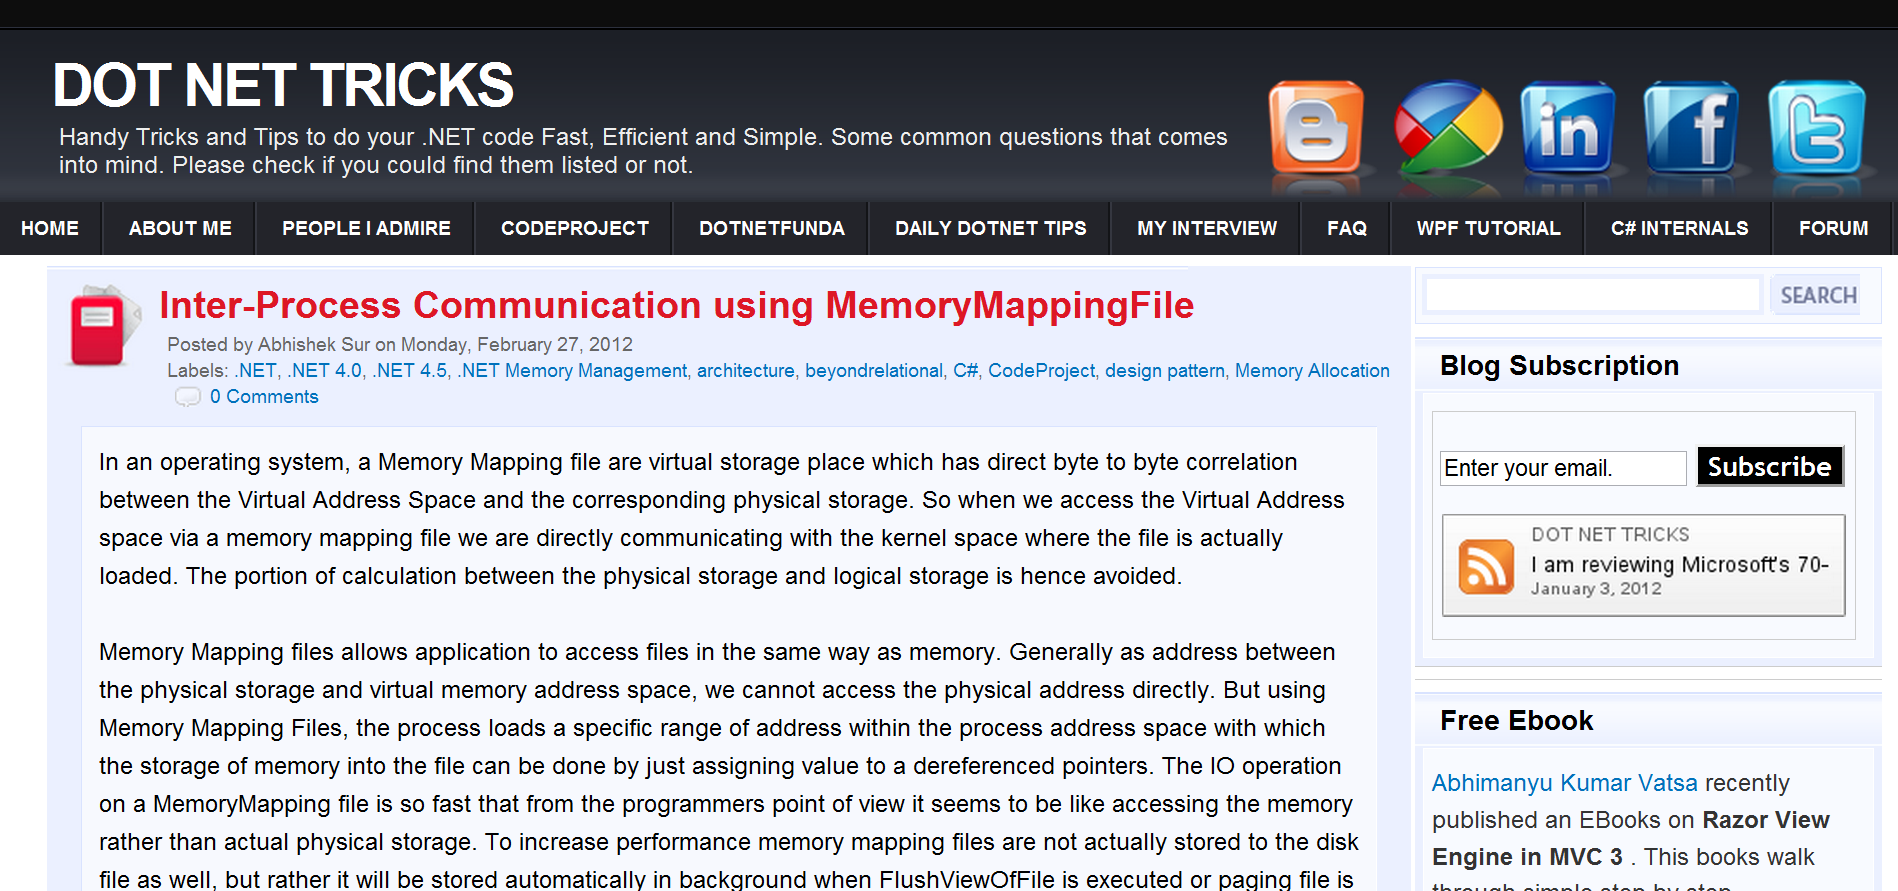 DOT NET TRICKS
Handy Tricks and Tips to do your .NET code Fast, Efficient and Simple. Some common questions that comes
into mind. Please check if you could find them listed or not.
HOME ABOUT ME PEOPLE I ADMIRE CODEPROJECT DOTNETFUNDA DAILY DOTNET TIPS MY INTERVIEW FAQ WPF TUTORIAL C# INTERNALS FORUM
Inter-Process Communication using MemoryMappingFile
Posted by Abhishek Sur on Monday, February 27, 2012
Labels: .NET, .NET 4.0, .NET 4.5, .NET Memory Management, architecture, beyondrelational, C#, CodeProject, design pattern, Memory Allocation
0 Comments
In an operating system, a Memory Mapping file are virtual storage place which has direct byte to byte correlation
between the Virtual Address Space and the corresponding physical storage. So when we access the Virtual Address
space via a memory mapping file we are directly communicating with the kernel space where the file is actually
loaded. The portion of calculation between the physical storage and logical storage is hence avoided.
Memory Mapping files allows application to access files in the same way as memory. Generally as address between
the physical storage and virtual memory address space, we cannot access the physical address directly. But using
Memory Mapping Files, the process loads a specific range of address within the process address space with which
the storage of memory into the file can be done by just assigning value to a dereferenced pointers. The IO operation
on a MemoryMapping file is so fast that from the programmers point of view it seems to be like accessing the memory
rather than actual physical storage. To increase performance memory mapping files are not actually stored to the disk
file as well, but rather it will be stored automatically in background when FlushViewOfFile is executed or paging file is
SEARCH
Blog Subscription
Enter your email. Subscribe
DOT NET TRICKS
I am reviewing Microsoft's 70-
January 3, 2012
Free Ebook
Abhimanyu Kumar Vatsa recently
published an EBooks on Razor View
Engine in MVC 3 . This books walk
through simple step by step